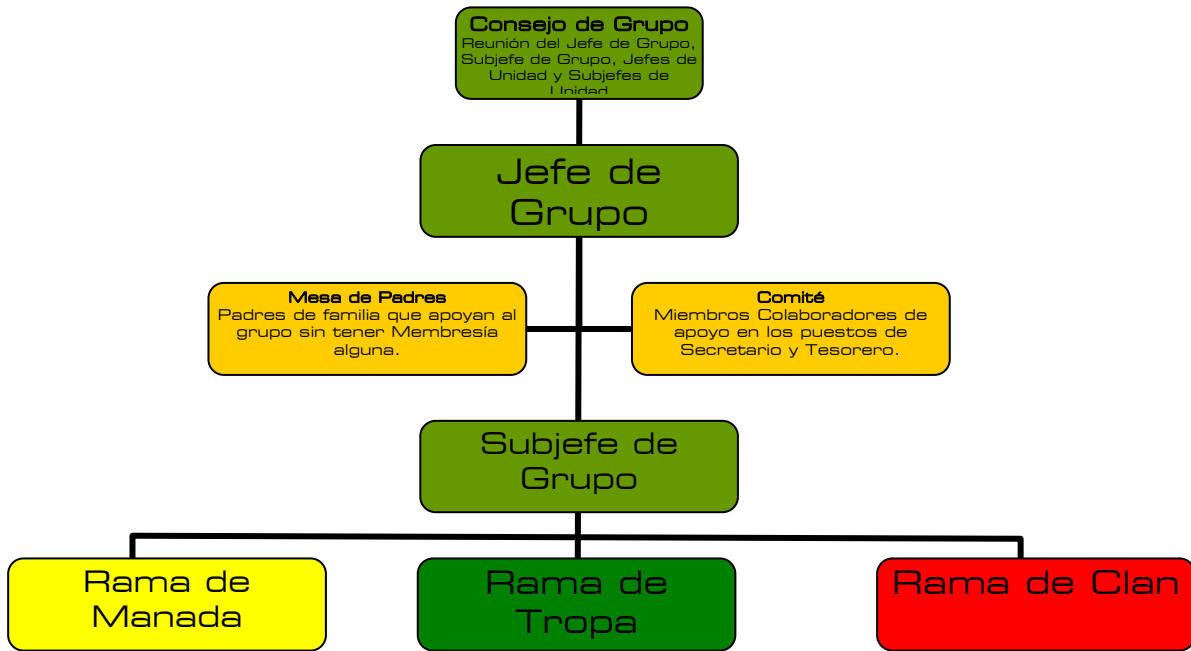 Consejo de Grupo
Reunión del Jefe de Grupo,
Subjefe de Grupo, Jefes de
Unidad y Subjefes de
Unidad
Jefe de
Grupo
Mesa de Padres
Padres de familia que apoyan al
grupo sin tener Membresía
alguna.
Comité
Miembros Colaboradores de
apoyo en los puestos de
Secretario y Tesorero.
Subjefe de
Grupo
Rama de
Manada
Rama de
Tropa
Rama de Clan